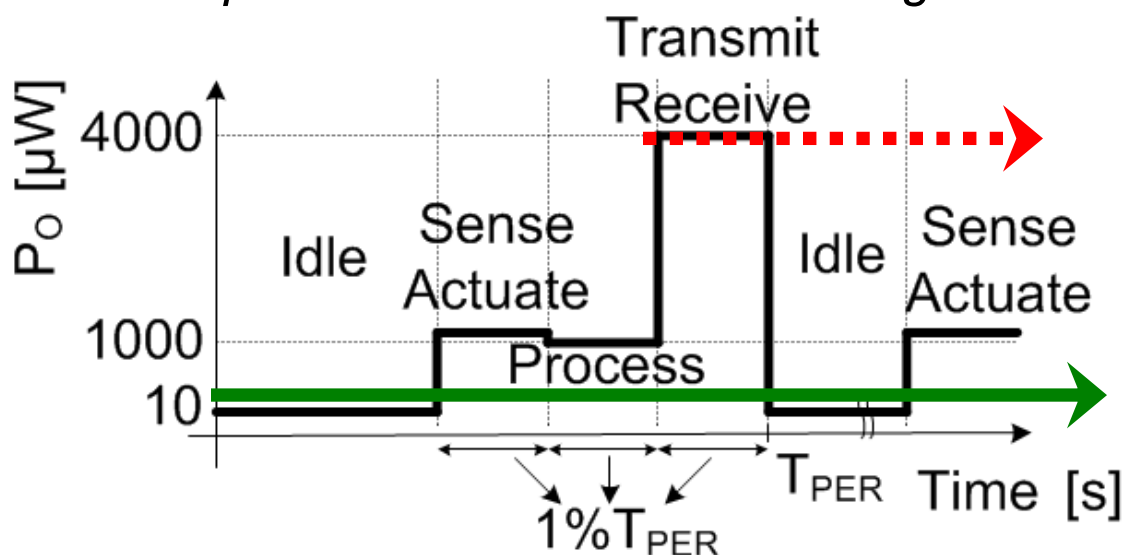 Transmit
Receive
P_O [µW]
4000
1000
10
Idle
Sense
Actuate
Process
Idle
Sense
Actuate
T_PER
Time [s]
1%T_PER